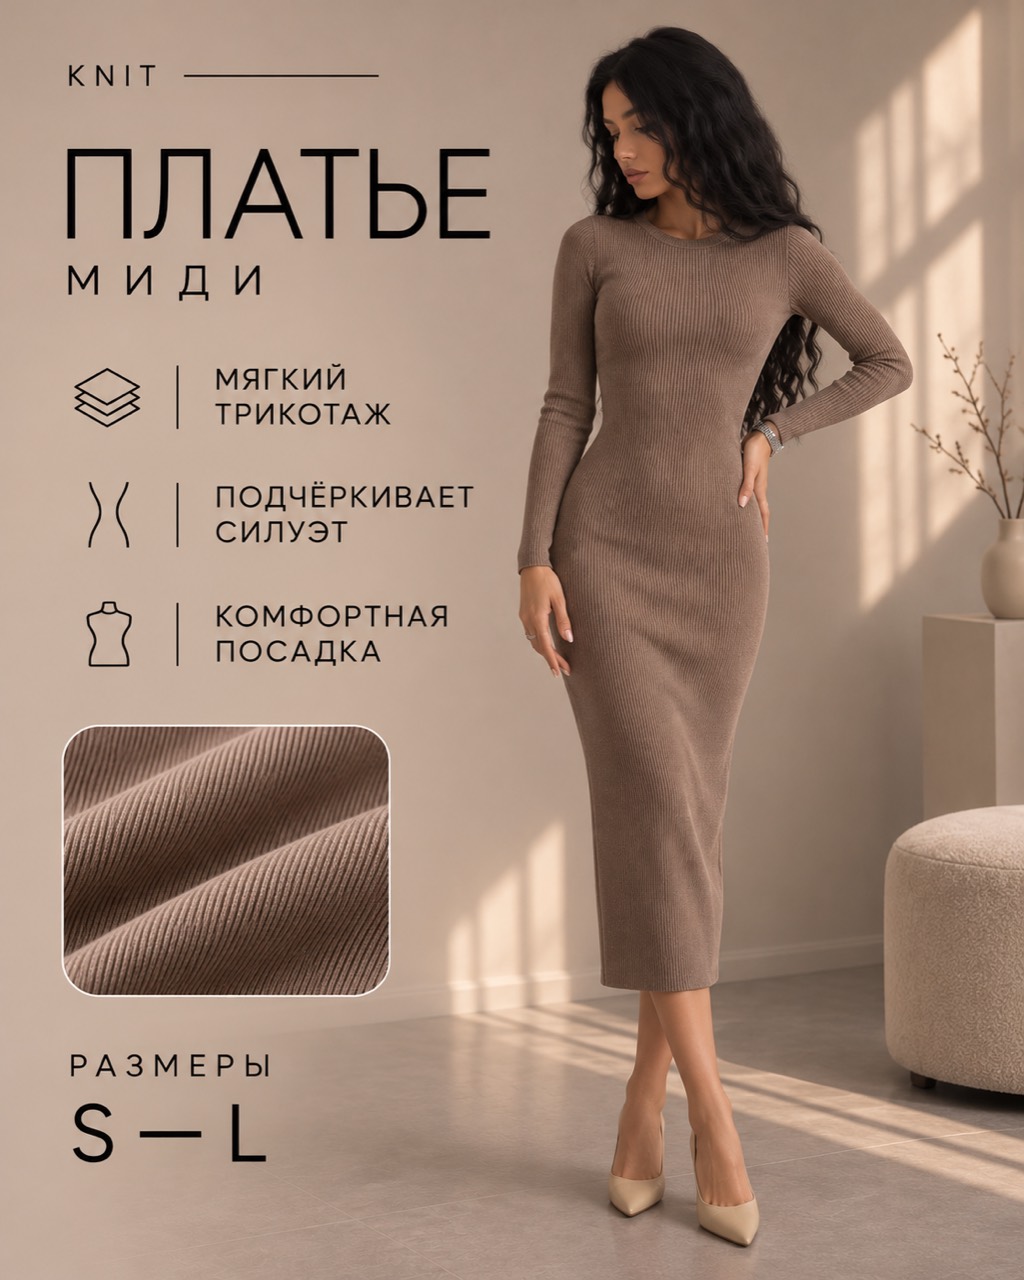 KNIT
ПЛАТЬЕ
МИДИ
МЯГКИЙ
ТРИКОТАЖ
ПОДЧЁРКИВАЕТ
СИЛУЭТ
КОМФОРТНАЯ
ПОСАДКА
РАЗМЕРЫ
S — L